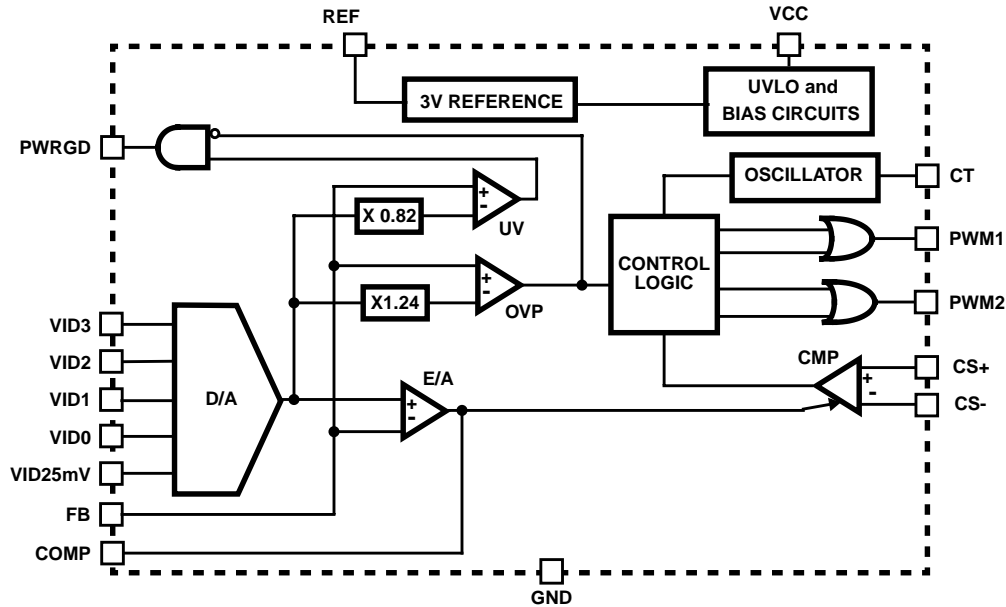 REF
VCC
3V REFERENCE
UVLO and
BIAS CIRCUITS
PWRGD
OSCILLATOR
CT
+
-
X 0.82
UV
PWM1
CONTROL
LOGIC
+
-
X1.24
OVP
PWM2
VID3
VID2
VID1
VID0
VID25mV
D/A
E/A
+
-
CMP
+
-
CS+
CS-
FB
COMP
GND